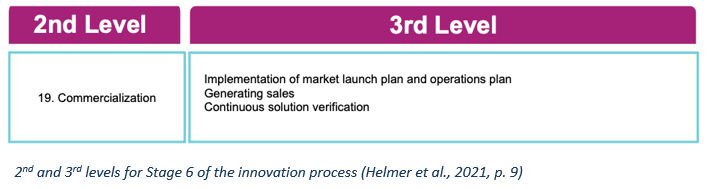 2nd Level
3rd Level
19. Commercialization
Implementation of market launch plan and operations plan
Generating sales
Continuous solution verification
2nd and 3rd levels for Stage 6 of the innovation process (Helmer et al., 2021, p. 9)